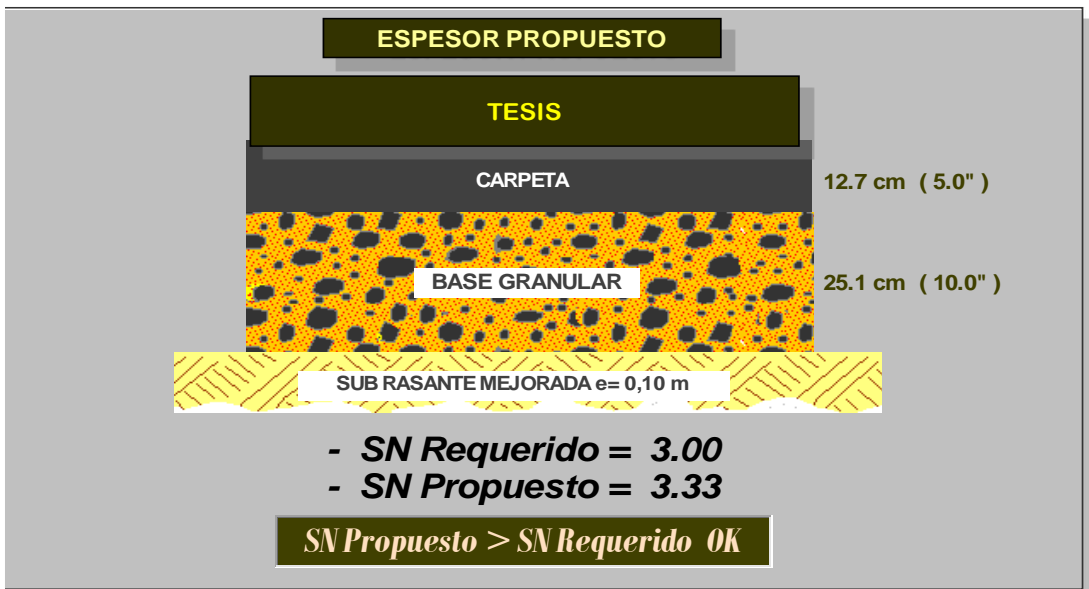 ESPESOR PROPUESTO
TESIS
CARPETA
12.7 cm ( 5.0" )
BASE GRANULAR
25.1 cm ( 10.0" )
SUB RASANTE MEJORADA e= 0,10 m
- SN Requerido = 3.00
- SN Propuesto = 3.33
SN Propuesto > SN Requerido OK